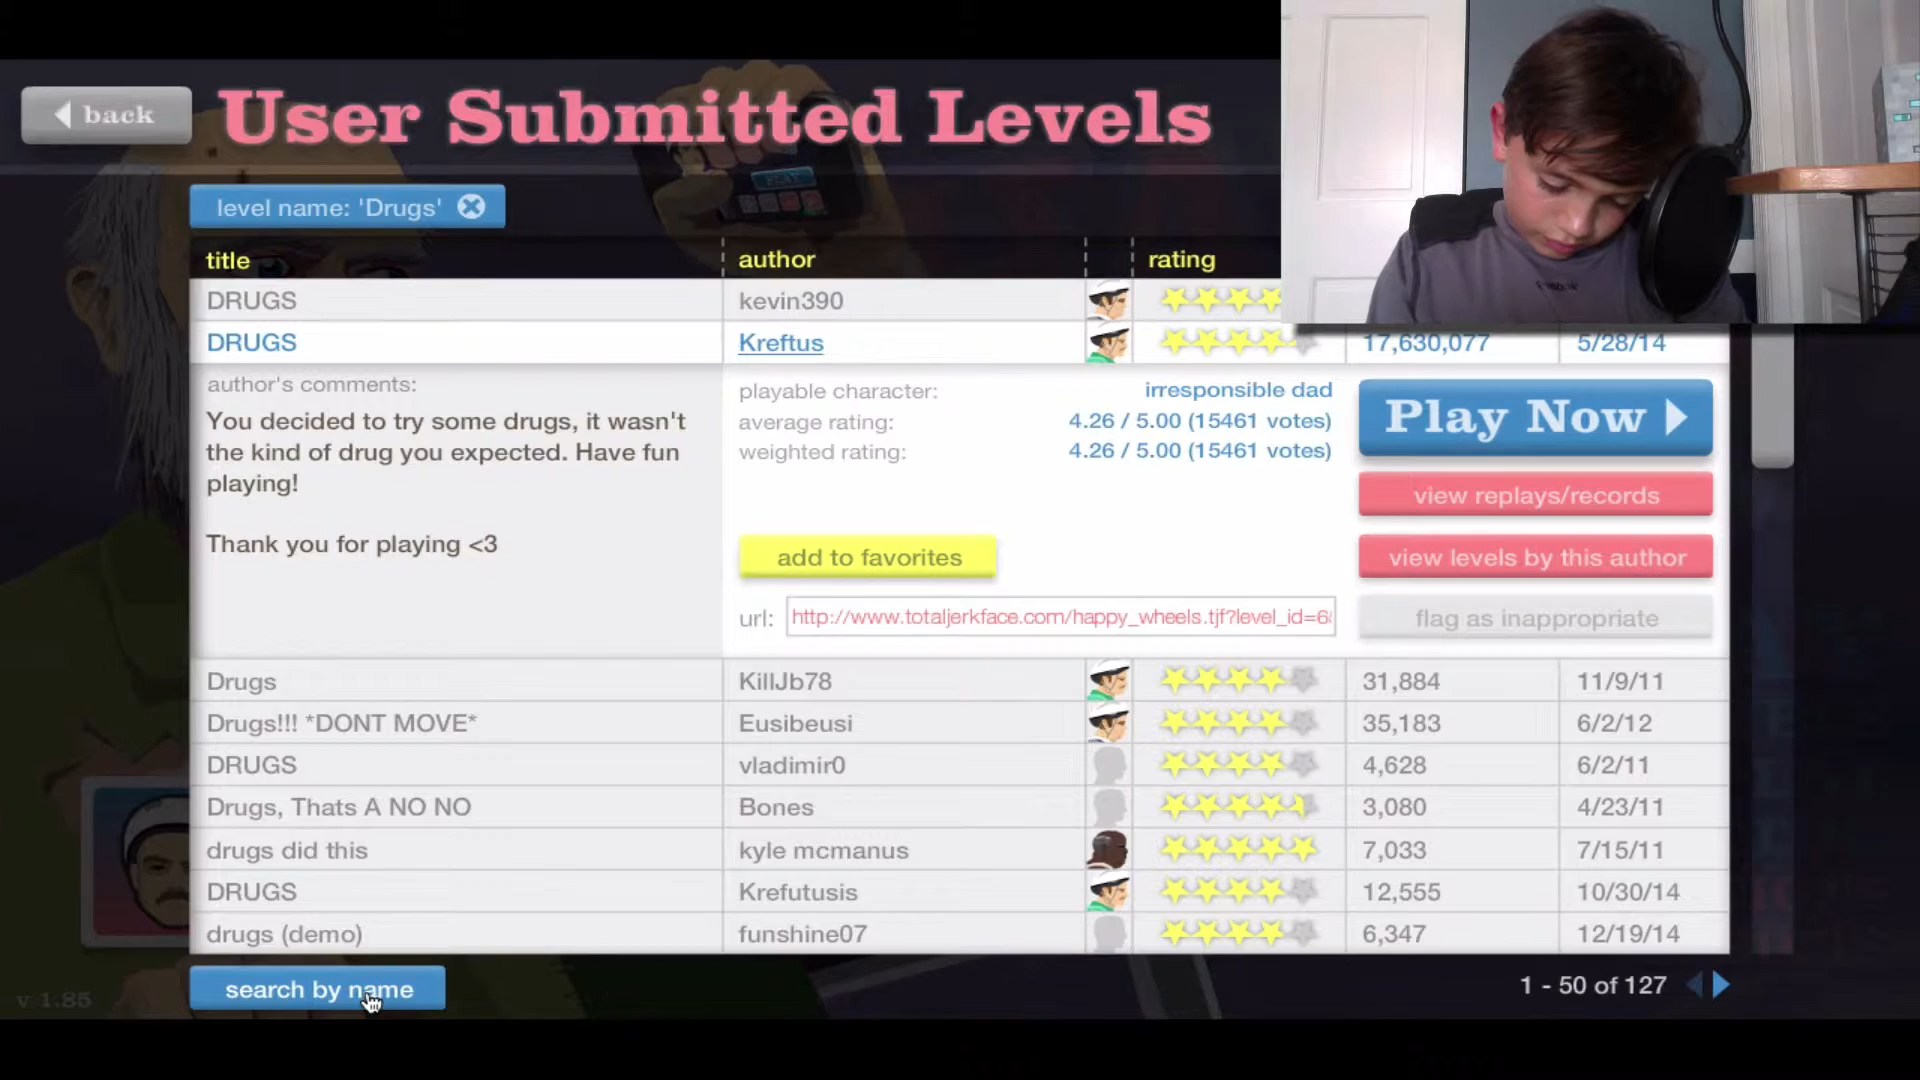 back
User Submitted Levels
level name: 'Drugs'
title author rating
DRUGS kevin390
DRUGS Kreftus 17,630,077 5/28/14
author's comments:
You decided to try some drugs, it wasn't
the kind of drug you expected. Have fun
playing!
Thank you for playing <3
playable character: irresponsible dad
average rating: 4.26 / 5.00 (15461 votes)
weighted rating: 4.26 / 5.00 (15461 votes)
add to favorites
url: http://www.totaljerkface.com/happy_wheels.tjf?level_id=6
Play Now
view replays/records
view levels by this author
flag as inappropriate
Drugs KillJb78 31,884 11/9/11
Drugs!!! *DONT MOVE* Eusibeusi 35,183 6/2/12
DRUGS vladimir0 4,628 6/2/11
Drugs, Thats A NO NO Bones 3,080 4/23/11
drugs did this kyle mcmanus 7,033 7/15/11
DRUGS Krefutusis 12,555 10/30/14
drugs (demo) funshine07 6,347 12/19/14
search by name
1 - 50 of 127
v 1.85